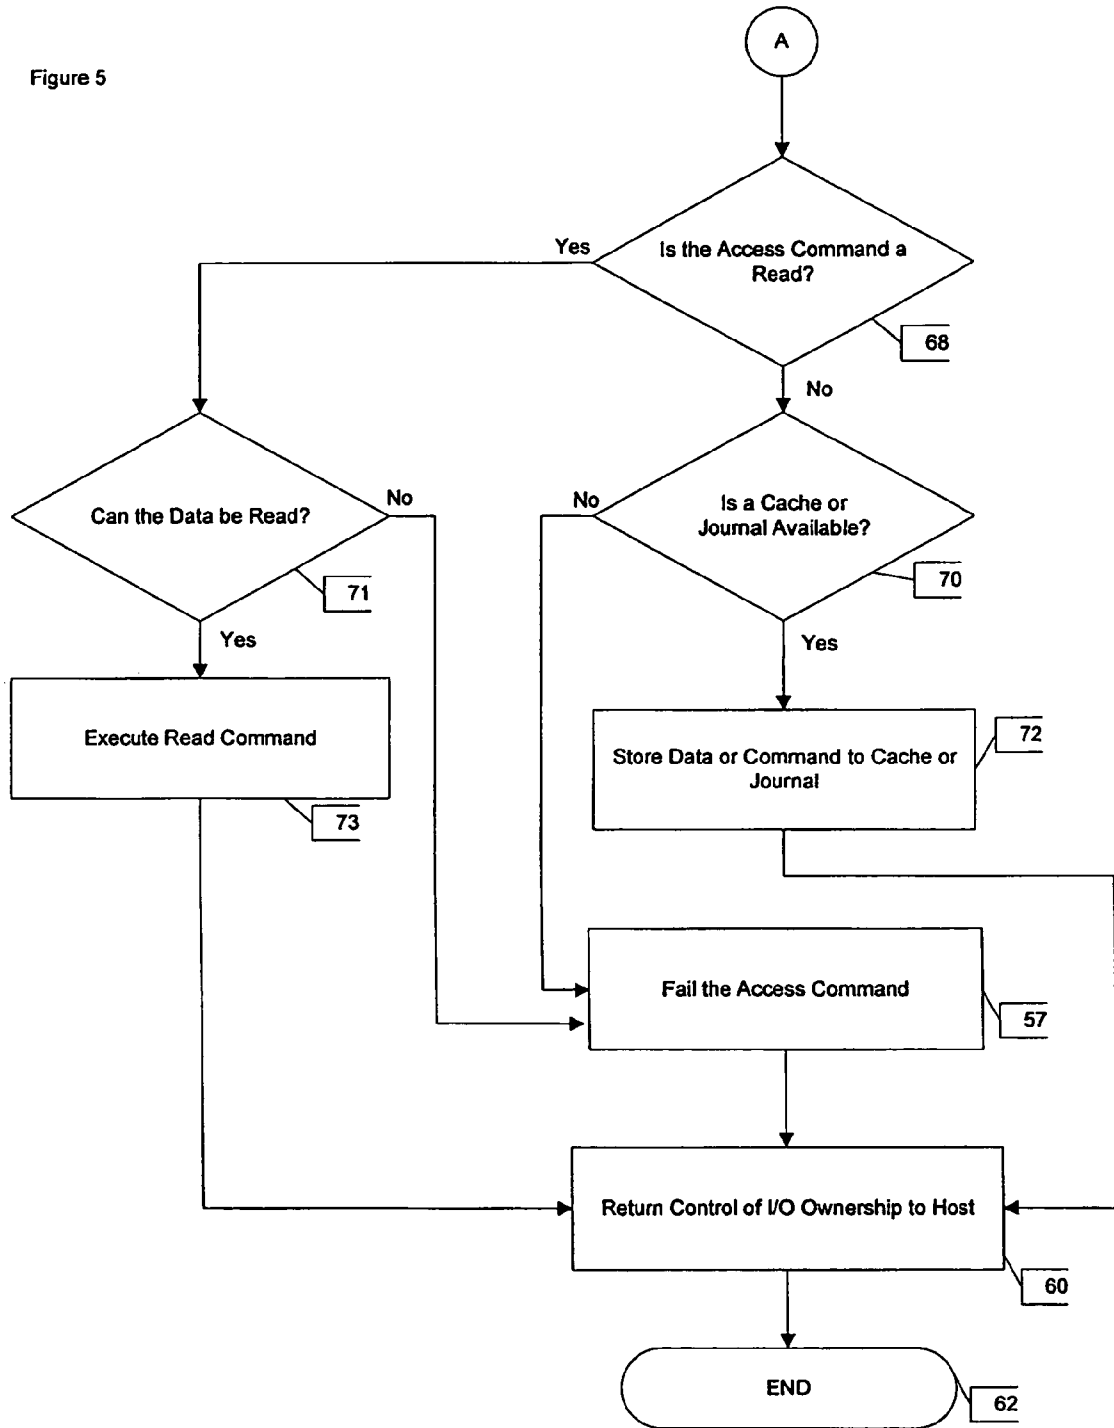 A
Figure 5
Yes
Is the Access Command a
Read?
68
No
Can the Data be Read?
No
71
Yes
No
Is a Cache or
Journal Available?
70
Yes
Execute Read Command
73
Store Data or Command to Cache or
Journal
72
Fail the Access Command
57
Return Control of I/O Ownership to Host
60
END
62